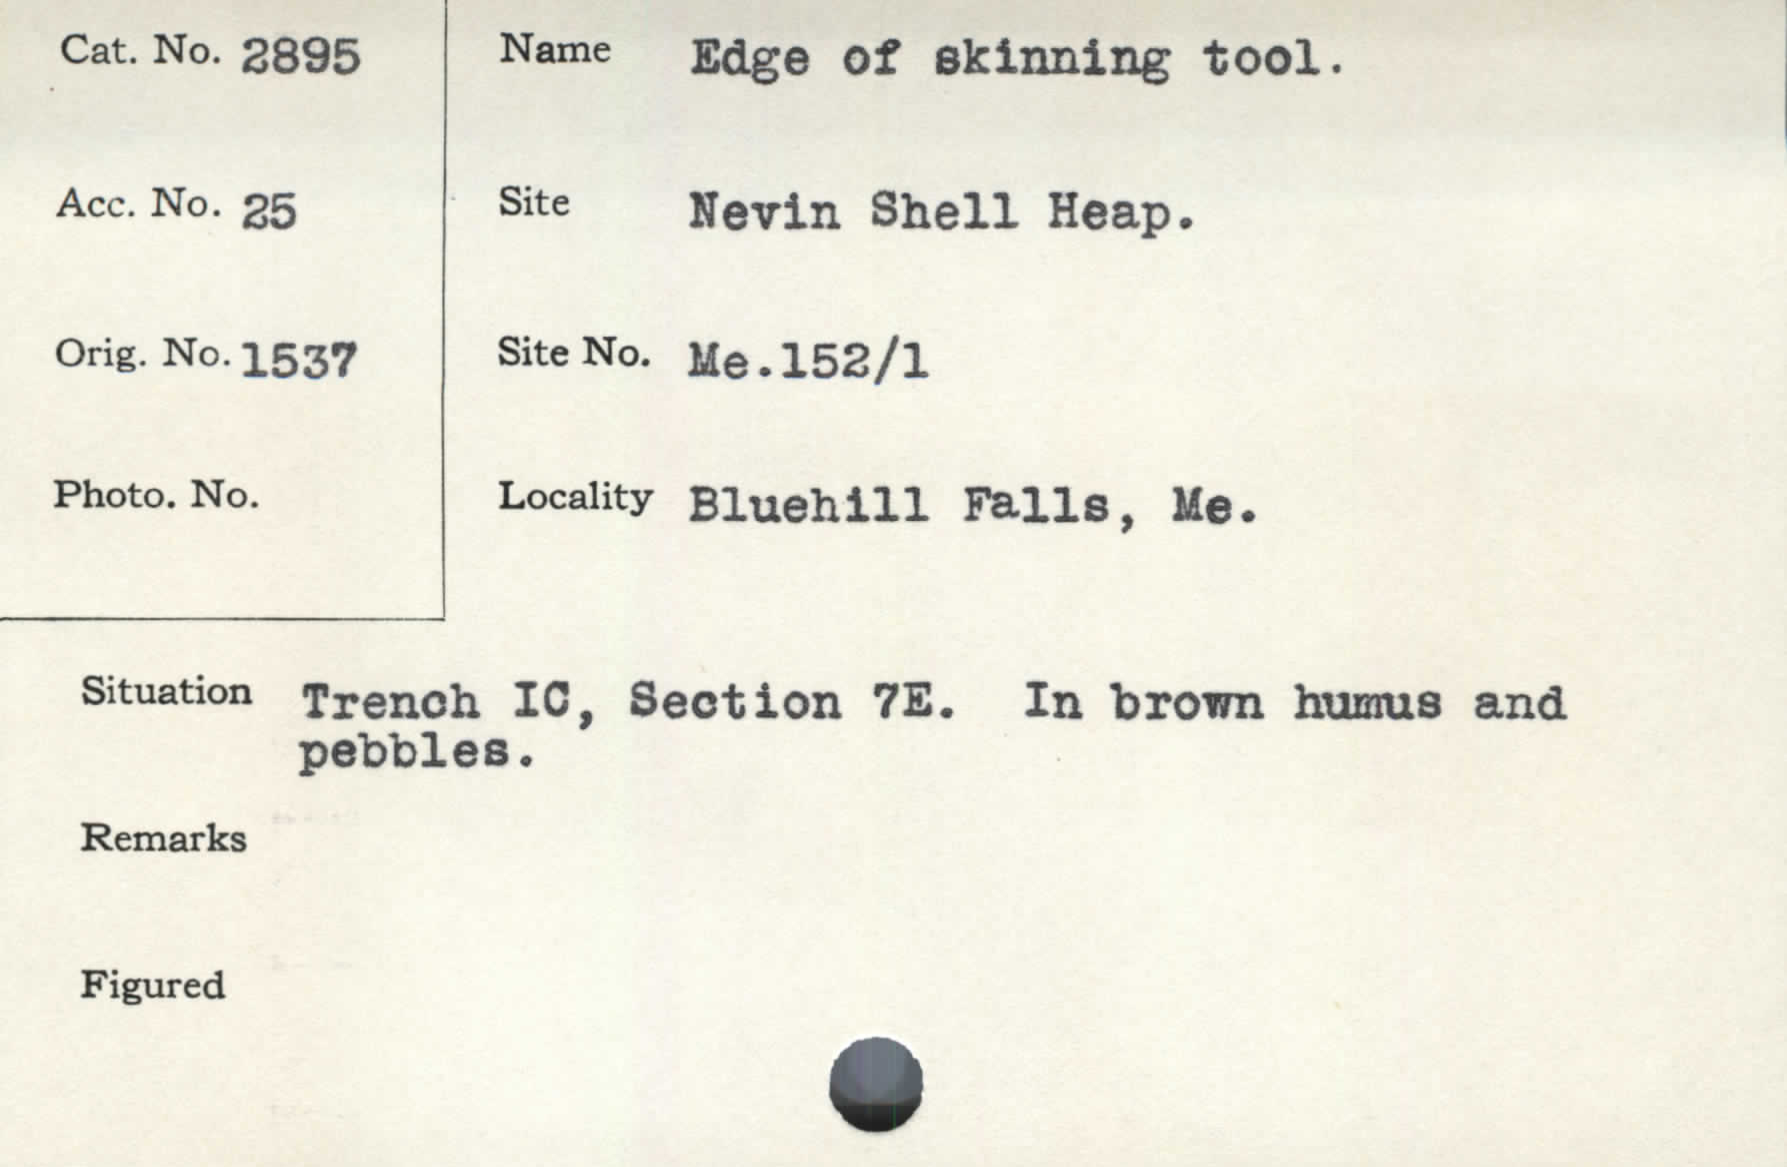 Cat. No. 2895
Name Edge of skinning tool.
Acc. No. 25
Site Nevin Shell Heap.
Orig. No. 1537
Site No. Me.152/1
Photo. No.
Locality Bluehill Falls, Me.
Situation Trench IC, Section 7E. In brown humus and
pebbles.
Remarks
Figured